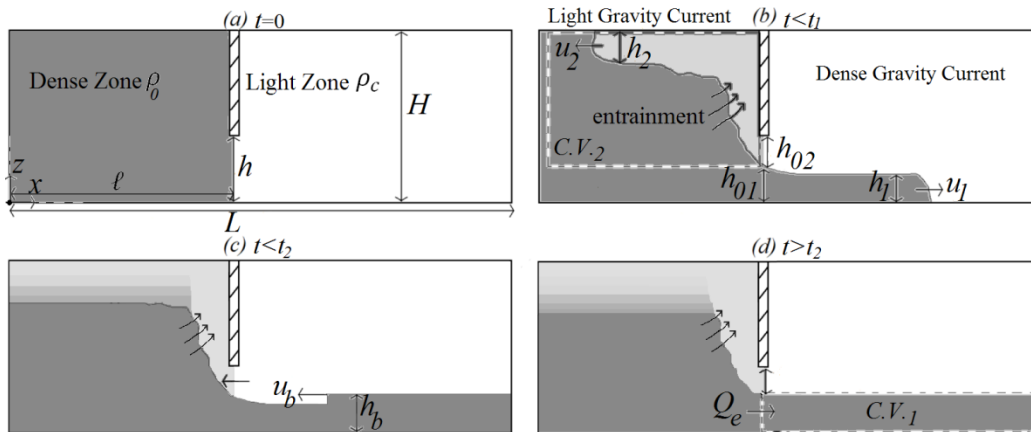 (a) t=0
Dense Zone ρ₀
Light Zone ρc
H
h
z
x
ℓ
L
Light Gravity Current
(b) t<t₁
u₂
h₂
Dense Gravity Current
entrainment
C.V.₂
h₀₂
h₀₁
h₁
u₁
(c) t<t₂
u_b
h_b
(d) t>t₂
Q_e
C.V.₁